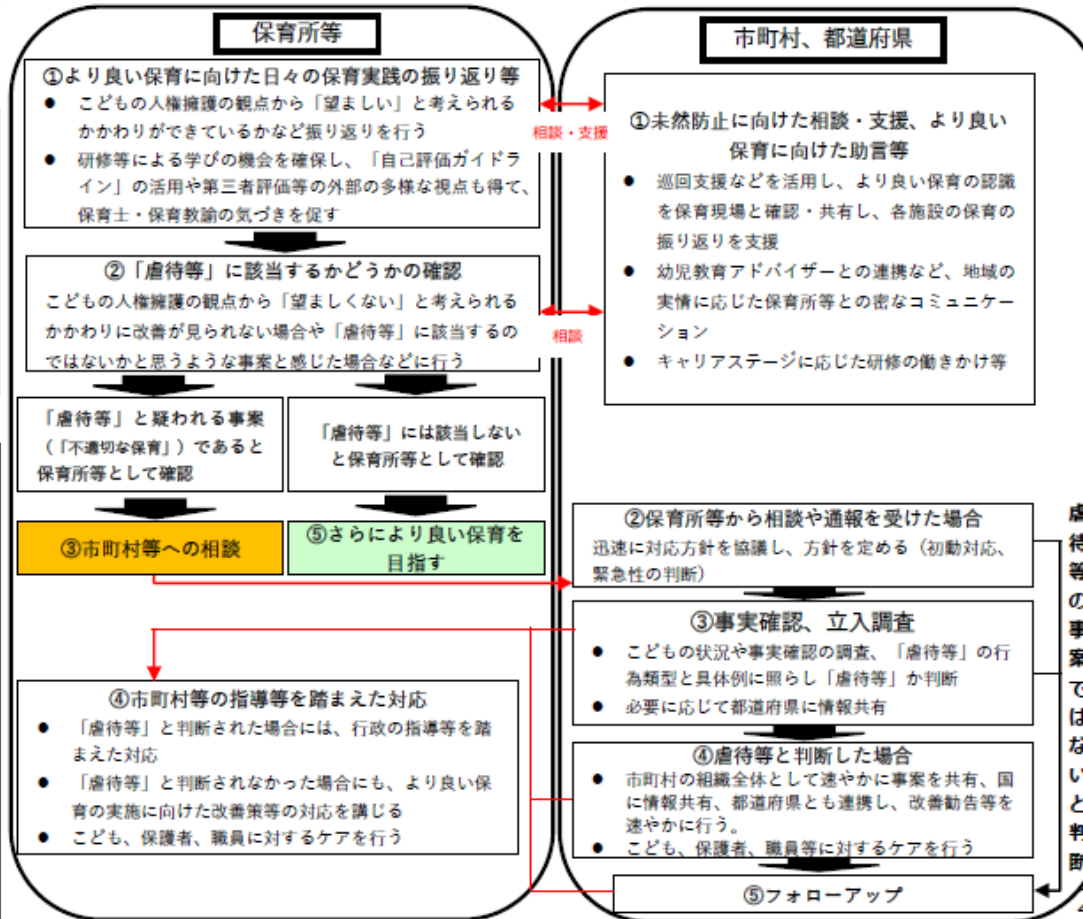 保育所等
①より良い保育に向けた日々の保育実践の振り返り等
● こどもの人権擁護の観点から「望ましい」と考えられる
かかわりができているかなど振り返りを行う
● 研修等による学びの機会を確保し、「自己評価ガイドラ
イン」の活用や第三者評価等の外部の多様な視点も得て、
保育士・保育教諭の気づきを促す
②「虐待等」に該当するかどうかの確認
こどもの人権擁護の観点から「望ましくない」と考えられる
かかわりに改善が見られない場合や「虐待等」に該当するの
ではないかと思うような事案と感じた場合などに行う
「虐待等」と疑われる事案
（「不適切な保育」）であると
保育所等として確認
「虐待等」には該当しない
と保育所等として確認
③市町村等への相談
⑤さらにより良い保育を
目指す
④市町村等の指導等を踏まえた対応
● 「虐待等」と判断された場合には、行政の指導等を踏
まえた対応
● 「虐待等」と判断されなかった場合にも、より良い保
育の実施に向けた改善策等の対応を講じる
● こども、保護者、職員に対するケアを行う
相談・支援
相談
市町村、都道府県
①未然防止に向けた相談・支援、より良い
保育に向けた助言等
● 巡回支援などを活用し、より良い保育の認識
を保育現場と確認・共有し、各施設の保育の
振り返りを支援
● 幼児教育アドバイザーとの連携など、地域の
実情に応じた保育所等との密なコミュニケー
ション
● キャリアステージに応じた研修の働きかけ等
②保育所等から相談や通報を受けた場合
迅速に対応方針を協議し、方針を定める（初動対応、
緊急性の判断）
③事実確認、立入調査
● こどもの状況や事実確認の調査、「虐待等」の行
為類型と具体例に照らし「虐待等」か判断
● 必要に応じて都道府県に情報共有
④虐待等と判断した場合
● 市町村の組織全体として速やかに事案を共有、国
に情報共有、都道府県とも連携し、改善勧告等を
速やかに行う。
● こども、保護者、職員等に対するケアを行う
⑤フォローアップ
虐待等の事案ではないと判断